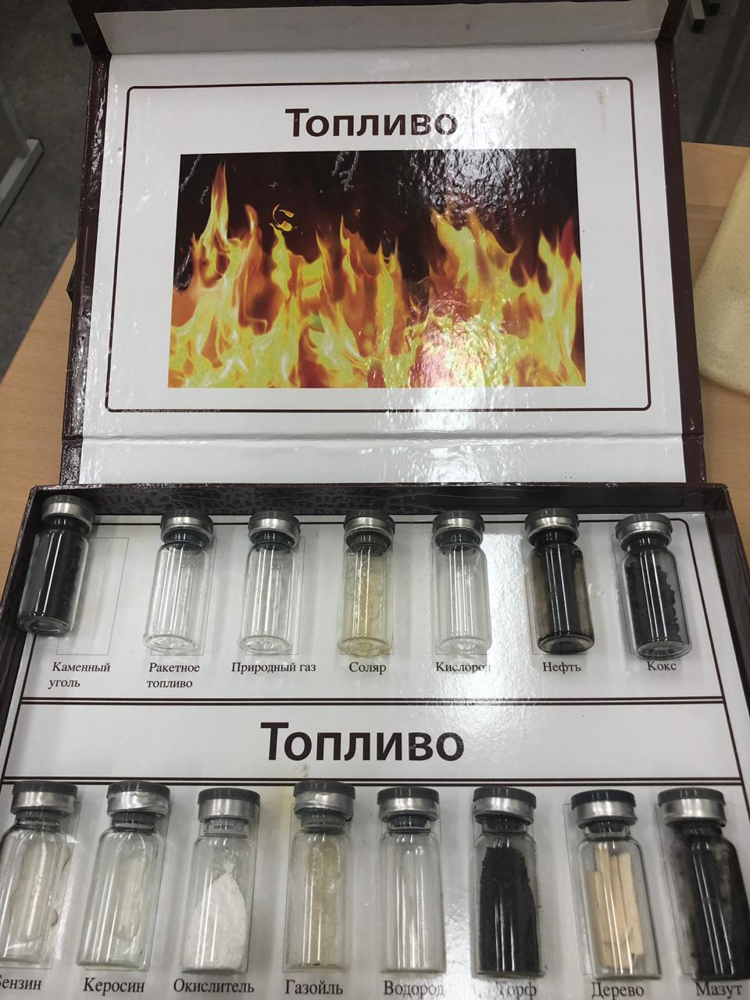 Топливо
Каменный
уголь
Ракетное
топливо
Природный газ
Соляр
Кислород
Нефть
Кокс
Топливо
Бензин
Керосин
Окислитель
Газойль
Водород
Торф
Дерево
Мазут